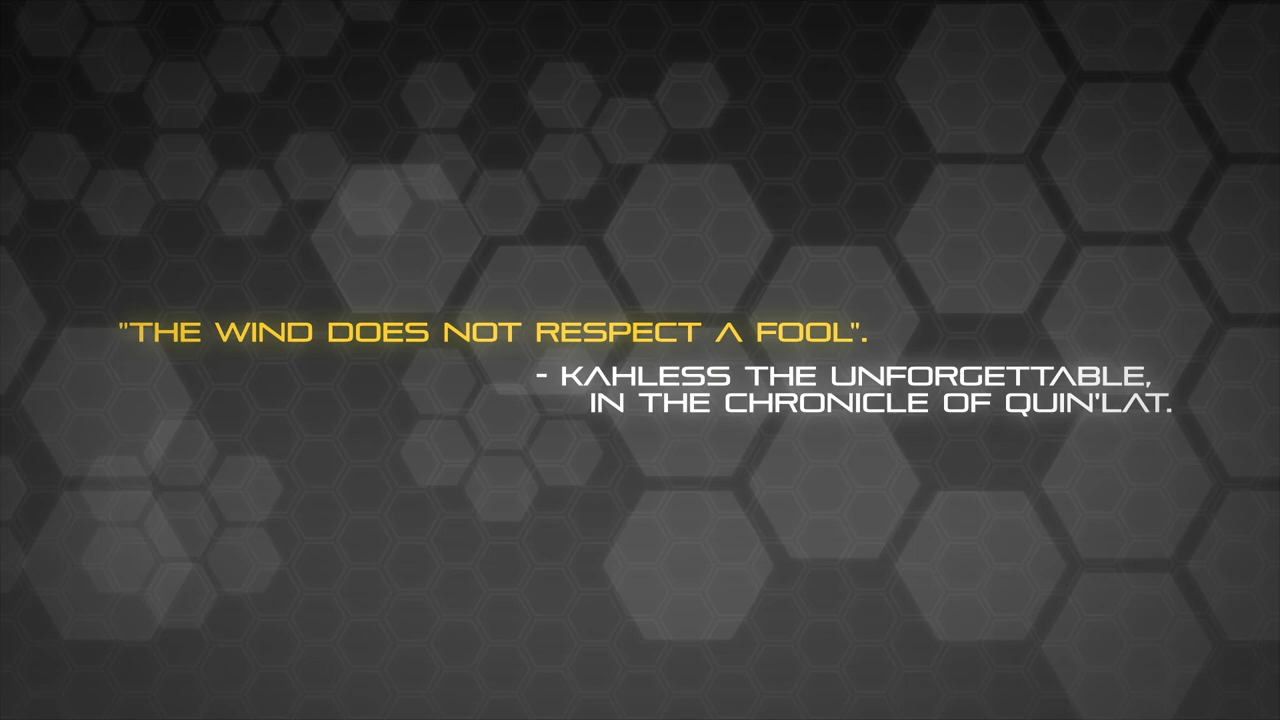 "THE WIND DOES NOT RESPECT A FOOL".
- KAHLESS THE UNFORGETTABLE,
IN THE CHRONICLE OF QUIN'LAT.